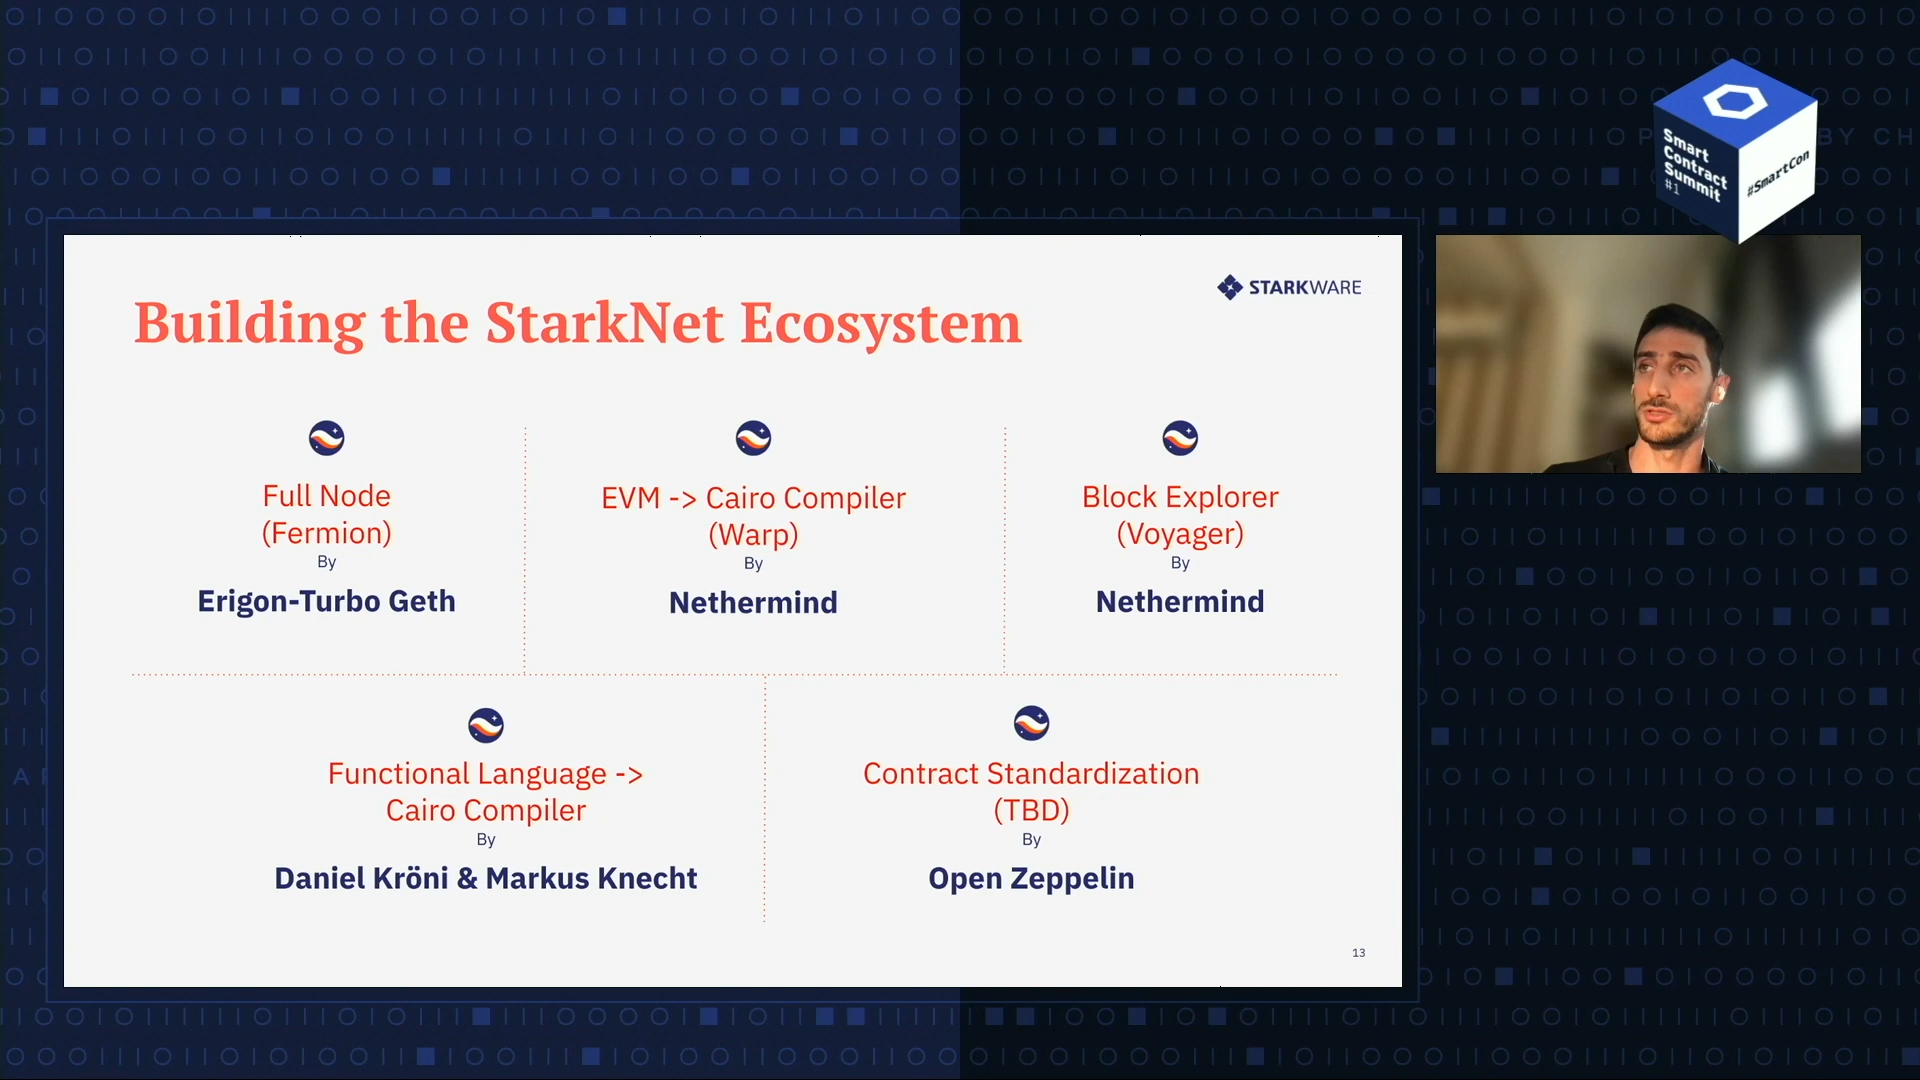 Smart
Contract
Summit
#1
#SmartCon
BY CH
STARKWARE
Building the StarkNet Ecosystem
Full Node
(Fermion)
By
Erigon-Turbo Geth
EVM -> Cairo Compiler
(Warp)
By
Nethermind
Block Explorer
(Voyager)
By
Nethermind
Functional Language ->
Cairo Compiler
By
Daniel Kröni & Markus Knecht
Contract Standardization
(TBD)
By
Open Zeppelin
13